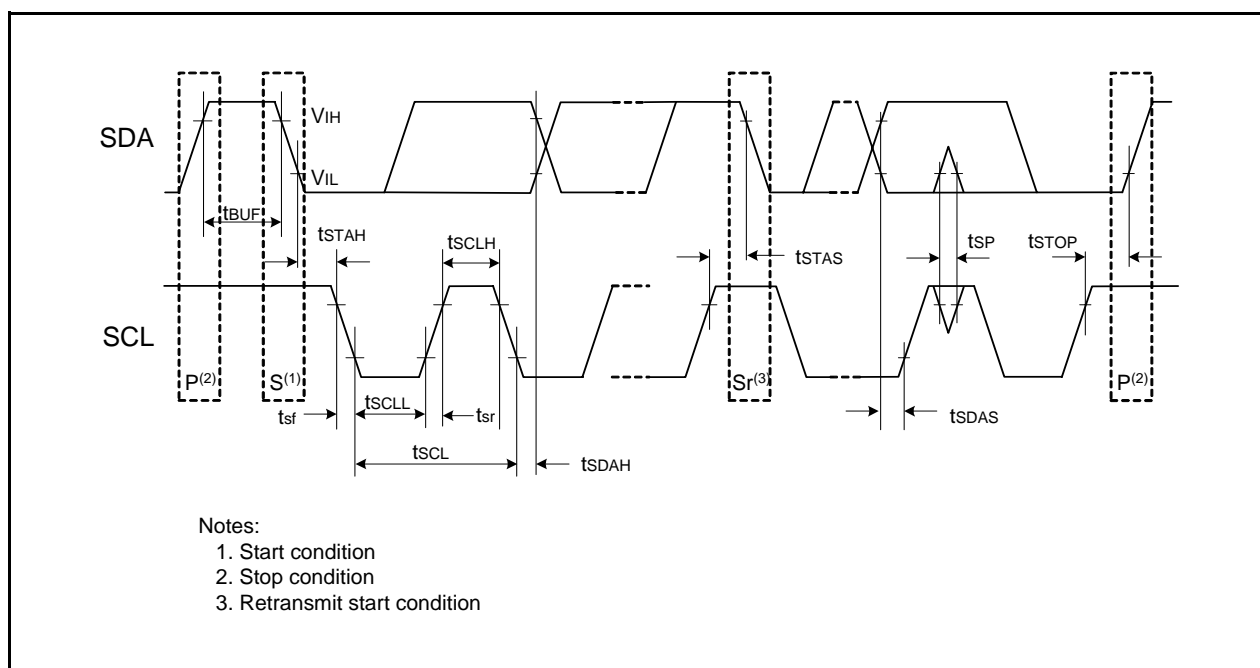 SDA
VIH
VIL
tBUF
tSTAH
tSCLH
tSTAS
tSP
tSTOP
SCL
P(2)
S(1)
Sr(3)
P(2)
tsf
tSCLL
tsr
tSDAS
tSCL
tSDAH
Notes:
1. Start condition
2. Stop condition
3. Retransmit start condition